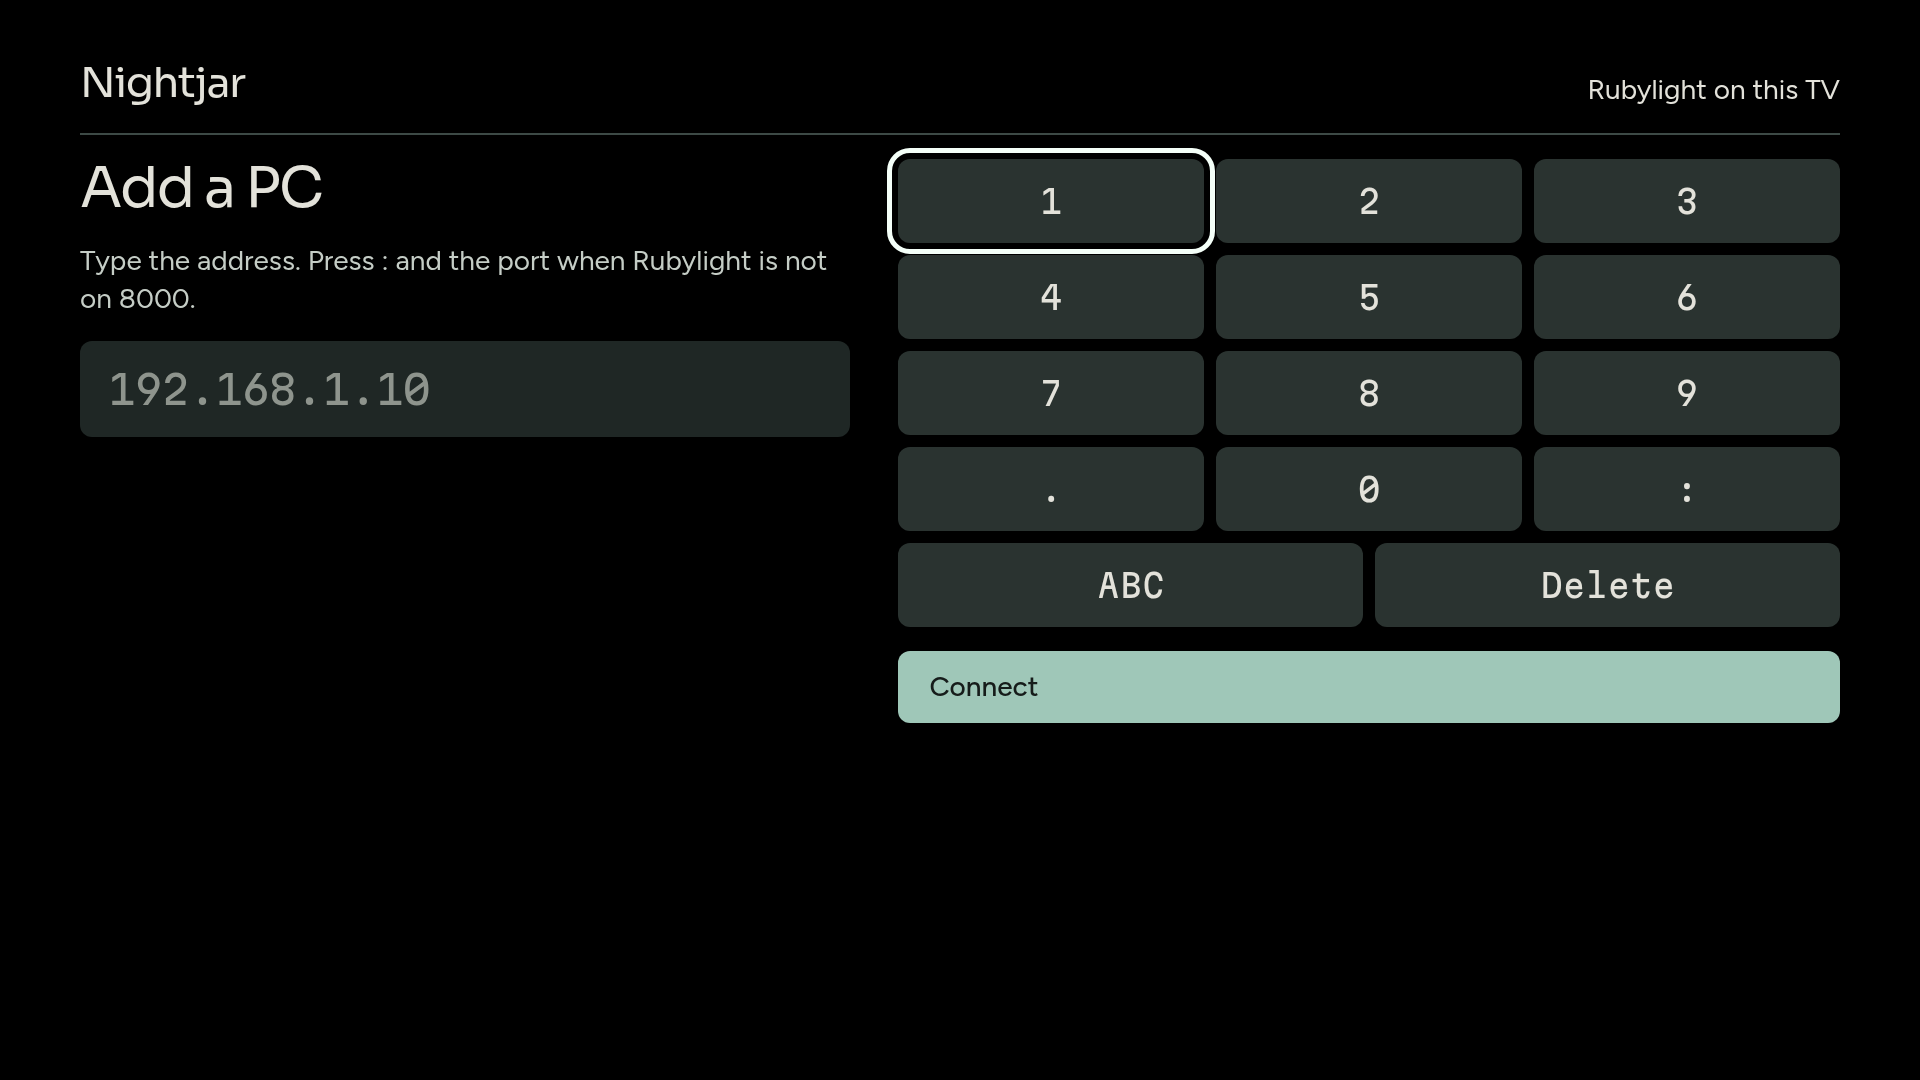 Nightjar
Rubylight on this TV
Add a PC
Type the address. Press : and the port when Rubylight is not
on 8000.
192.168.1.10
1 2 3
4 5 6
7 8 9
. 0 :
ABC Delete
Connect